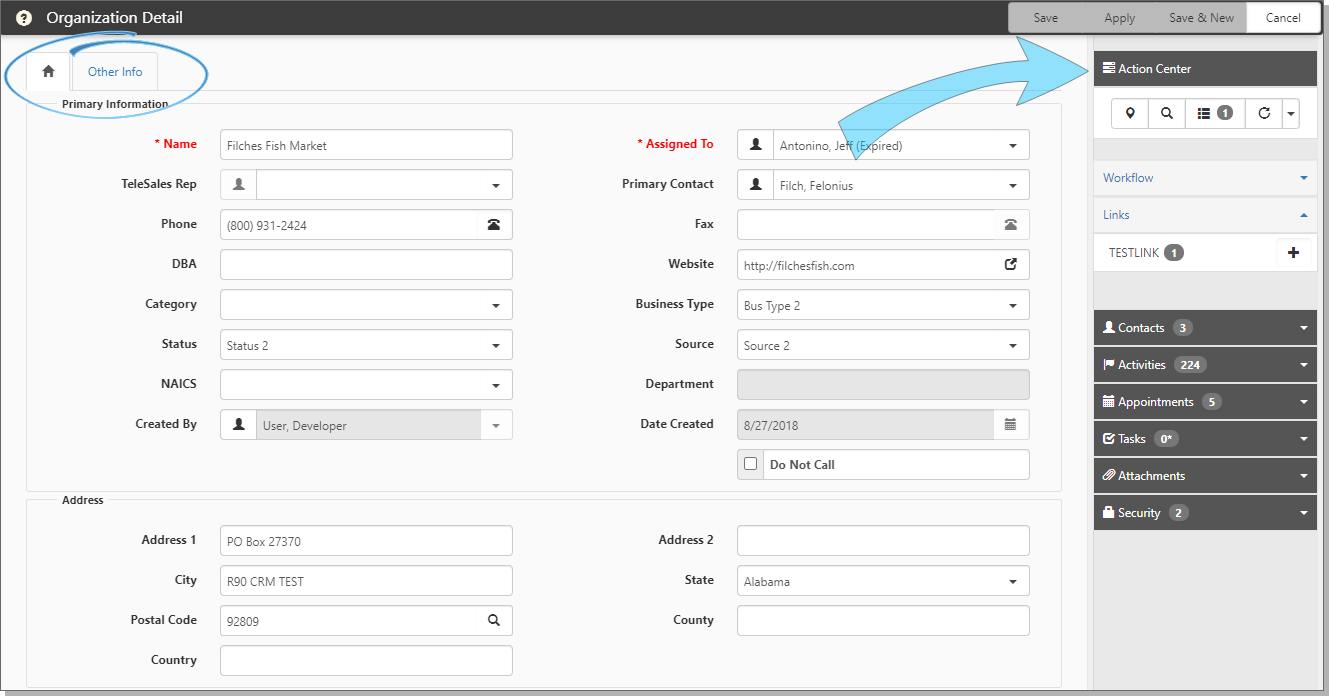 ? Organization Detail Save Apply Save & New Cancel
Other Info
Primary Information
* Name Filches Fish Market * Assigned To Antonino, Jeff (Expired)
TeleSales Rep Primary Contact Filch, Felonius
Phone (800) 931-2424 Fax
DBA Website http://filchesfish.com
Category Business Type Bus Type 2
Status Status 2 Source Source 2
NAICS Department
Created By User, Developer Date Created 8/27/2018
Do Not Call
Address
Address 1 PO Box 27370 Address 2
City R90 CRM TEST State Alabama
Postal Code 92809 County
Country
Action Center
1
Workflow
Links
TESTLINK 1
Contacts 3
Activities 224
Appointments 5
Tasks 0*
Attachments
Security 2